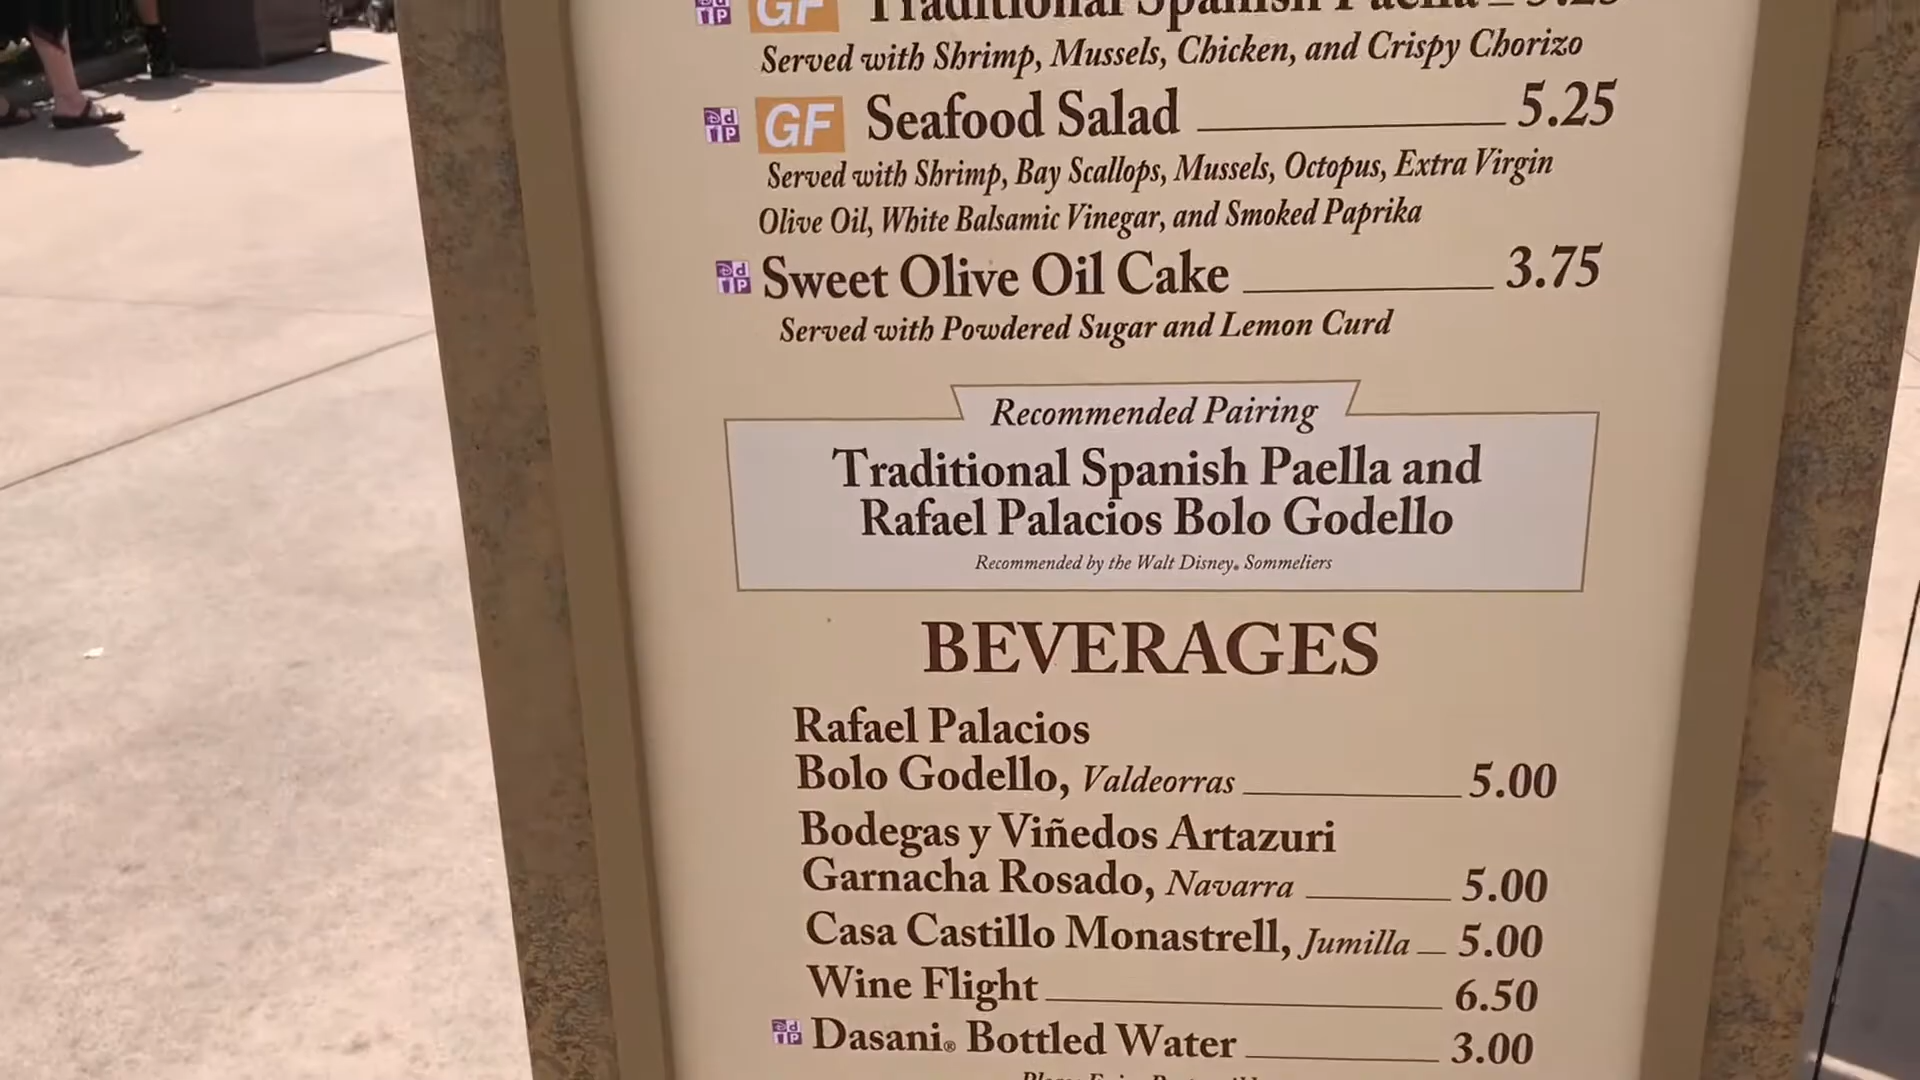 GF Traditional Spanish Paella
Served with Shrimp, Mussels, Chicken, and Crispy Chorizo
GF Seafood Salad 5.25
Served with Shrimp, Bay Scallops, Mussels, Octopus, Extra Virgin
Olive Oil, White Balsamic Vinegar, and Smoked Paprika
Sweet Olive Oil Cake 3.75
Served with Powdered Sugar and Lemon Curd
Recommended Pairing
Traditional Spanish Paella and
Rafael Palacios Bolo Godello
Recommended by the Walt Disney® Sommeliers
BEVERAGES
Rafael Palacios
Bolo Godello, Valdeorras 5.00
Bodegas y Viñedos Artazuri
Garnacha Rosado, Navarra 5.00
Casa Castillo Monastrell, Jumilla 5.00
Wine Flight 6.50
Dasani® Bottled Water 3.00